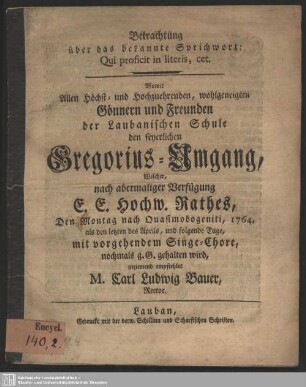 Betrachtung
über das bekannte Sprichwort:
Qui proficit in literis, cet.
Womit
Allen Höchst- und Hochzuehrenden, wohlgeneigten
Gönnern und Freunden
der Laubanischen Schule
den feyerlichen
Gregorius-Umgang,
Welcher,
nach abermaliger Verfügung
E. E. Hochw. Rathes,
Den Montag nach Quasimodogeniti, 1764,
als den letzten des Aprils, und folgende Tage,
mit vorgehendem Singe-Chore,
nochmals g. G. gehalten wird,
geziemend empfiehlet
M. Carl Ludwig Bauer,
Rector.
Lauban,
Gedruckt mit der verw. Schillinn und Scharffischen Schriften.
Encycl.
140,2.